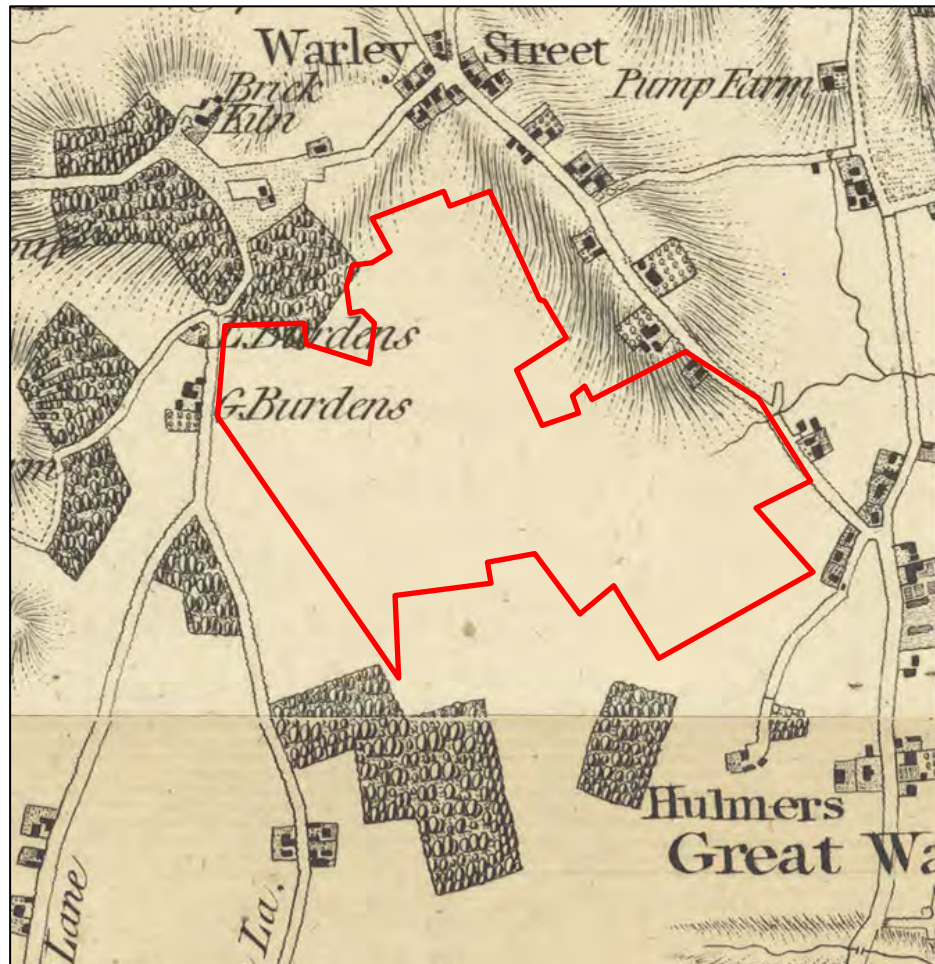 Warley Street
Brick
Kiln
Pump Farm
L. Burdens
G. Burdens
Hulmers
Great Wa
Lane
La.